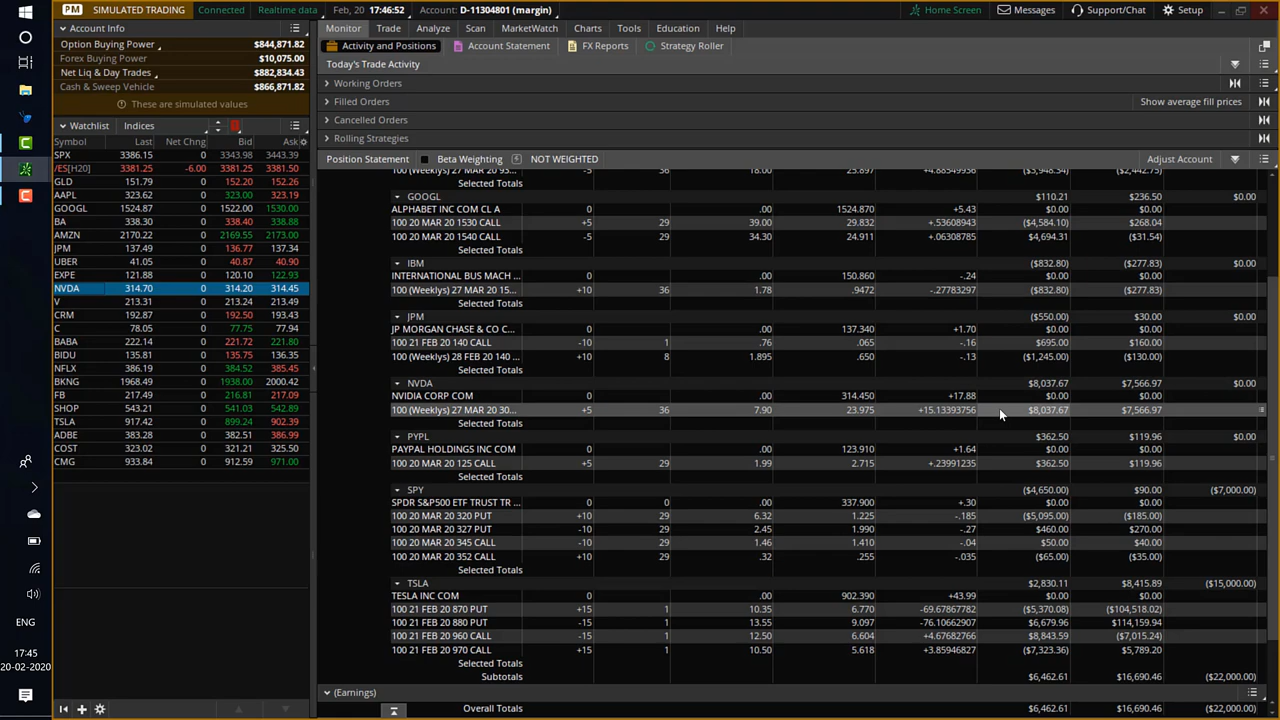 PM SIMULATED TRADING Connected Realtime data Feb, 20 17:46:52 Account: D-11304801 (margin) Home Screen Messages Support/Chat Setup
Account Info
Option Buying Power $844,871.82
Forex Buying Power $10,075.00
Net Liq & Day Trades $882,834.43
Cash & Sweep Vehicle $866,871.82
These are simulated values
Watchlist Indices
Symbol Last Net Chng Bid Ask
SPX 3386.15 0 3343.98 3443.39
/ES[H20] 3381.25 -6.00 3381.25 3381.50
GLD 151.79 0 152.20 152.26
AAPL 323.62 0 323.00 323.19
GOOGL 1524.87 0 1522.00 1530.00
BA 338.30 0 338.40 338.88
AMZN 2170.22 0 2169.55 2173.00
JPM 137.49 0 136.77 137.34
UBER 41.05 0 40.87 40.90
EXPE 121.88 0 120.10 122.93
NVDA 314.70 0 314.20 314.45
V 213.31 0 213.24 213.49
CRM 192.87 0 192.50 193.43
C 78.05 0 77.75 77.94
BABA 222.14 0 221.72 221.80
BIDU 135.81 0 135.75 136.35
NFLX 386.00 0 384.52 385.45
BKNG 1968.49 0 1938.00 2000.42
FB 217.49 0 216.81 217.09
SHOP 543.21 0 541.03 542.89
TSLA 917.42 0 899.24 902.39
ADBE 383.28 0 382.51 386.99
COST 323.02 0 321.21 325.50
CMG 933.84 0 912.59 971.00
ENG
17:45
20-02-2020
Monitor Trade Analyze Scan MarketWatch Charts Tools Education Help
Activity and Positions Account Statement FX Reports Strategy Roller
Today's Trade Activity
Working Orders
Filled Orders Show average fill prices
Cancelled Orders
Rolling Strategies
Position Statement Beta Weighting NOT WEIGHTED Adjust Account
Selected Totals
GOOGL $110.21 $236.50 $0.00
ALPHABET INC COM CL A 0 .00 1524.870 +5.43 $0.00 $0.00
100 20 MAR 20 1530 CALL +5 29 39.00 29.832 +.53608943 ($4,584.10) $268.04
100 20 MAR 20 1540 CALL -5 29 34.30 24.911 +.06308785 $4,694.31 ($31.54)
Selected Totals
IBM ($832.80) ($277.83) $0.00
INTERNATIONAL BUS MACH ... 0 .00 150.860 -.24 $0.00 $0.00
100 (Weeklys) 27 MAR 20 15... +10 36 1.78 .9472 -.27783297 ($832.80) ($277.83)
Selected Totals
JPM ($550.00) $30.00 $0.00
JP MORGAN CHASE & CO C... 0 .00 137.340 +1.70 $0.00 $0.00
100 21 FEB 20 140 CALL -10 1 .76 .065 -.16 $695.00 $160.00
100 (Weeklys) 28 FEB 20 140 ... +10 8 1.895 .650 -.13 ($1,245.00) ($130.00)
Selected Totals
NVDA $8,037.67 $7,566.97 $0.00
NVIDIA CORP COM 0 .00 314.450 +17.88 $0.00 $0.00
100 (Weeklys) 27 MAR 20 30... +5 36 7.90 23.975 +15.13393756 $8,037.67 $7,566.97
Selected Totals
PYPL $362.50 $119.96 $0.00
PAYPAL HOLDINGS INC COM 0 .00 123.910 +1.64 $0.00 $0.00
100 20 MAR 20 125 CALL +5 29 1.99 2.715 +.23991235 $362.50 $119.96
Selected Totals
SPY ($4,650.00) $90.00 ($7,000.00)
SPDR S&P500 ETF TRUST TR ... 0 0 .00 337.900 +.30 $0.00 $0.00
100 20 MAR 20 320 PUT +10 29 6.32 1.225 -.185 ($5,095.00) ($185.00)
100 20 MAR 20 327 PUT -10 29 2.45 1.990 -.27 $460.00 $270.00
100 20 MAR 20 345 CALL -10 29 1.46 1.410 -.04 $50.00 $40.00
100 20 MAR 20 352 CALL +10 29 .32 .255 -.035 ($65.00) ($35.00)
Selected Totals
TSLA $2,830.11 $8,415.89 ($15,000.00)
TESLA INC COM 0 .00 902.390 +43.99 $0.00 $0.00
100 21 FEB 20 870 PUT +15 1 10.35 6.770 -69.67867782 ($5,370.08) ($104,518.02)
100 21 FEB 20 880 PUT -15 1 13.55 9.097 -76.10662907 $6,679.96 $114,159.94
100 21 FEB 20 960 CALL -15 1 12.50 6.604 +4.67682766 $8,843.59 ($7,015.24)
100 21 FEB 20 970 CALL +15 1 10.50 5.618 +3.85946827 ($7,323.36) $5,789.20
Selected Totals
Subtotals $6,462.61 $16,690.46 ($22,000.00)
(Earnings)
Overall Totals $6,462.61 $16,690.46 ($22,000.00)